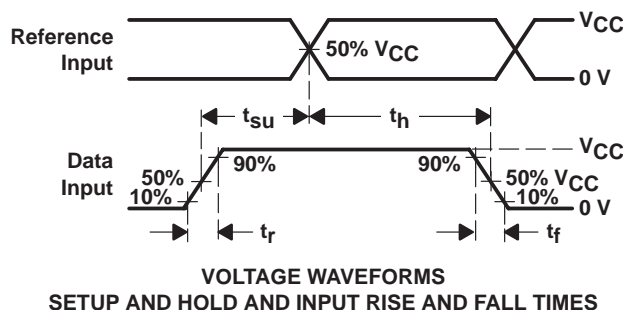 Reference
Input
VCC
50% VCC
0 V
tsu
th
Data
Input
VCC
50%
90%
90%
50% VCC
10%
10%
0 V
tr
tf
VOLTAGE WAVEFORMS
SETUP AND HOLD AND INPUT RISE AND FALL TIMES